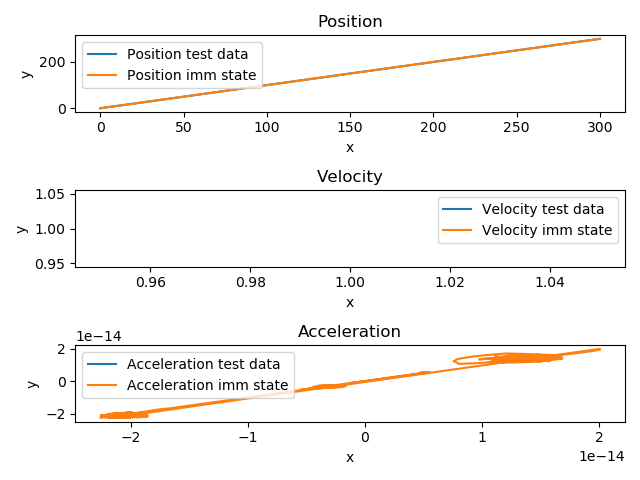 Position
Position test data
Position imm state
y
200
0
0 50 100 150 200 250 300
x
Velocity
1.05
1.00
0.95
y
Velocity test data
Velocity imm state
0.96 0.98 1.00 1.02 1.04
x
Acceleration
1e−14
2
0
−2
y
Acceleration test data
Acceleration imm state
−2 −1 0 1 2
1e−14
x